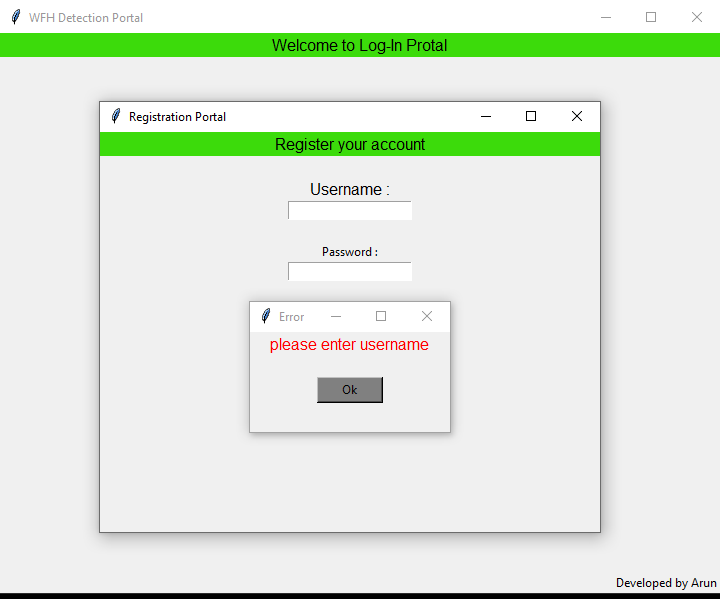 WFH Detection Portal
Welcome to Log-In Protal
Registration Portal
Register your account
Username :
Password :
Error
please enter username
Ok
Developed by Arun